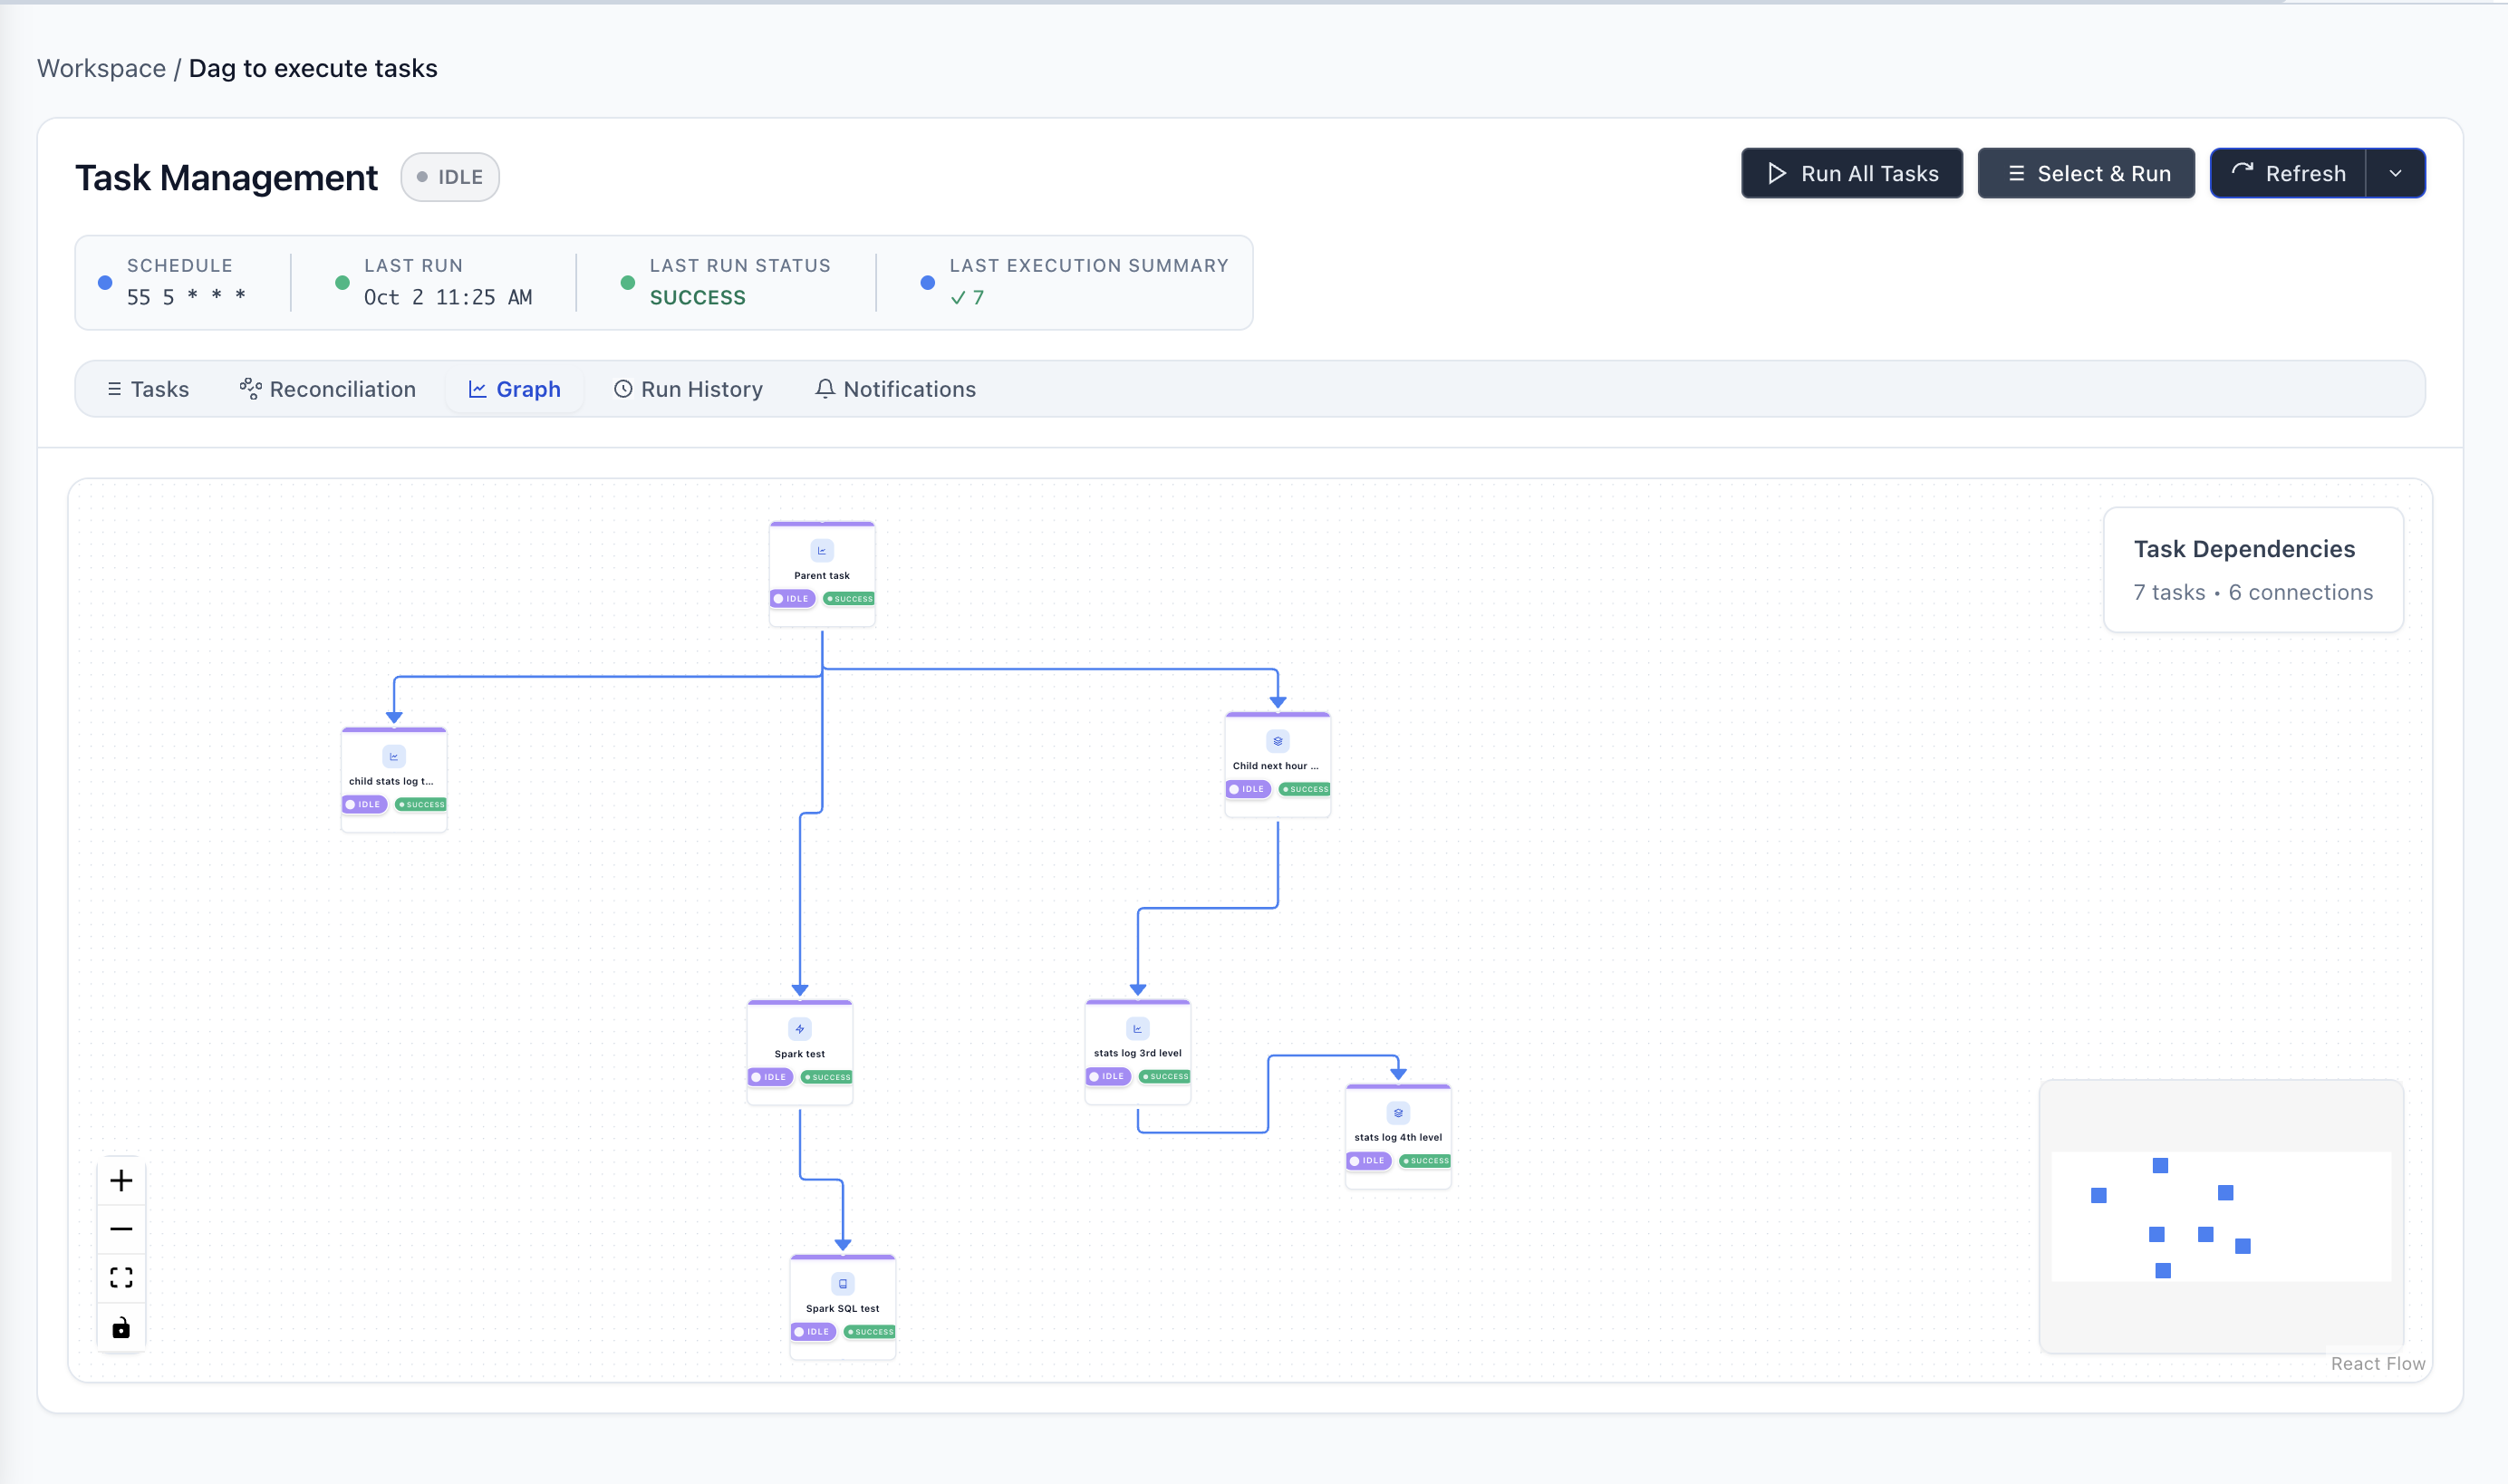 Workspace / Dag to execute tasks
Task Management
IDLE
Run All Tasks
Select & Run
Refresh
SCHEDULE
55 5 * * *
LAST RUN
Oct 2 11:25 AM
LAST RUN STATUS
SUCCESS
LAST EXECUTION SUMMARY
✓ 7
Tasks
Reconciliation
Graph
Run History
Notifications
Task Dependencies
7 tasks • 6 connections
Parent task
IDLE SUCCESS
child stats log t...
IDLE SUCCESS
Child next hour ...
IDLE SUCCESS
Spark test
IDLE SUCCESS
stats log 3rd level
IDLE SUCCESS
stats log 4th level
IDLE SUCCESS
Spark SQL test
IDLE SUCCESS
React Flow